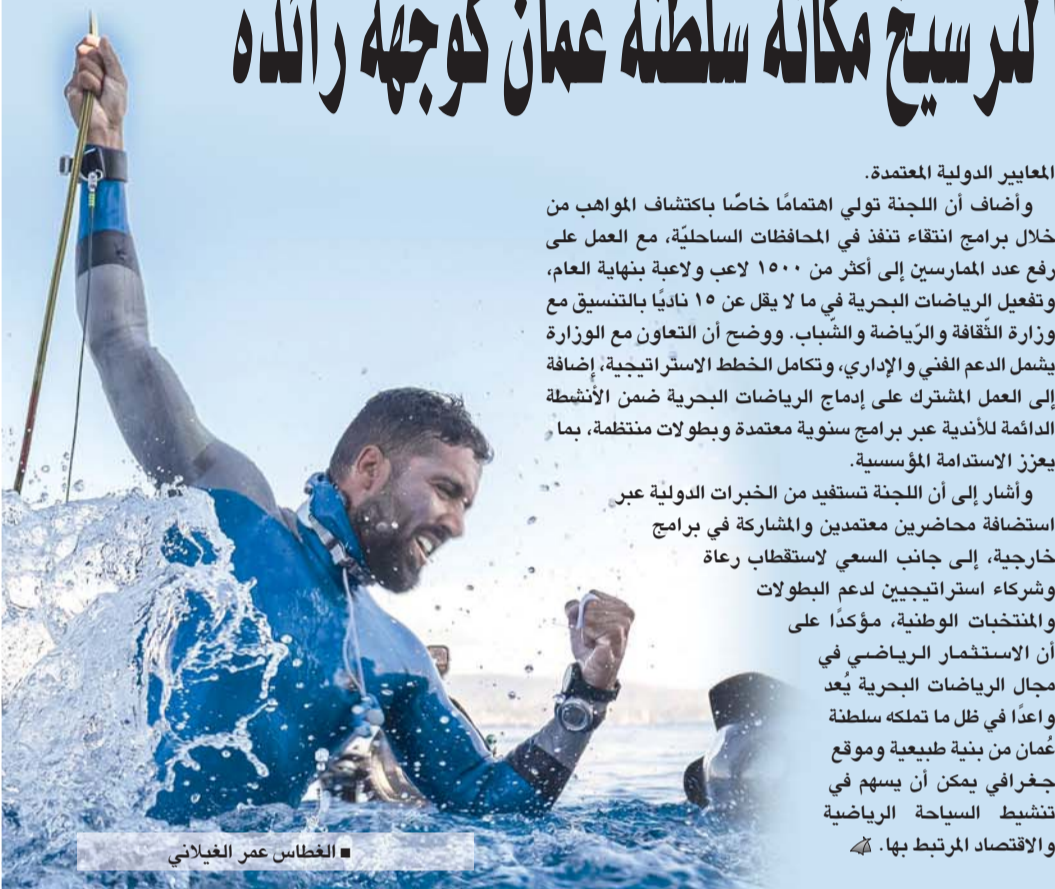 لترسيخ مكانة سلطنة عمان كوجهة رائدة
المعايير الدولية المعتمدة.
وأضاف أن اللجنة تولي اهتمامًا خاصًّا باكتشاف المواهب من
خلال برامج انتقاء تنفذ في المحافظات الساحليّة، مع العمل على
رفع عدد الممارسين إلى أكثر من ١٥٠٠ لاعب ولاعبة بنهاية العام،
وتفعيل الرياضات البحرية في ما لا يقل عن ١٥ ناديًا بالتنسيق مع
وزارة الثّقافة والرّياضة والشّباب. ووضح أن التعاون مع الوزارة
يشمل الدعم الفني والإداري، وتكامل الخطط الاستراتيجية، إضافة
إلى العمل المشترك على إدماج الرياضات البحرية ضمن الأنشطة
الدائمة للأندية عبر برامج سنوية معتمدة وبطولات منتظمة، بما
يعزز الاستدامة المؤسسية.
وأشار إلى أن اللجنة تستفيد من الخبرات الدولية عبر
استضافة محاضرين معتمدين والمشاركة في برامج
خارجية، إلى جانب السعي لاستقطاب رعاة
وشركاء استراتيجيين لدعم البطولات
والمنتخبات الوطنية، مؤكدًا على
أن الاستثمار الرياضي في
مجال الرياضات البحرية يُعد
واعدًا في ظل ما تملكه سلطنة
عُمان من بنية طبيعية وموقع
جغرافي يمكن أن يسهم في
تنشيط السياحة الرياضية
والاقتصاد المرتبط بها.
■ الغطاس عمر الغيلاني